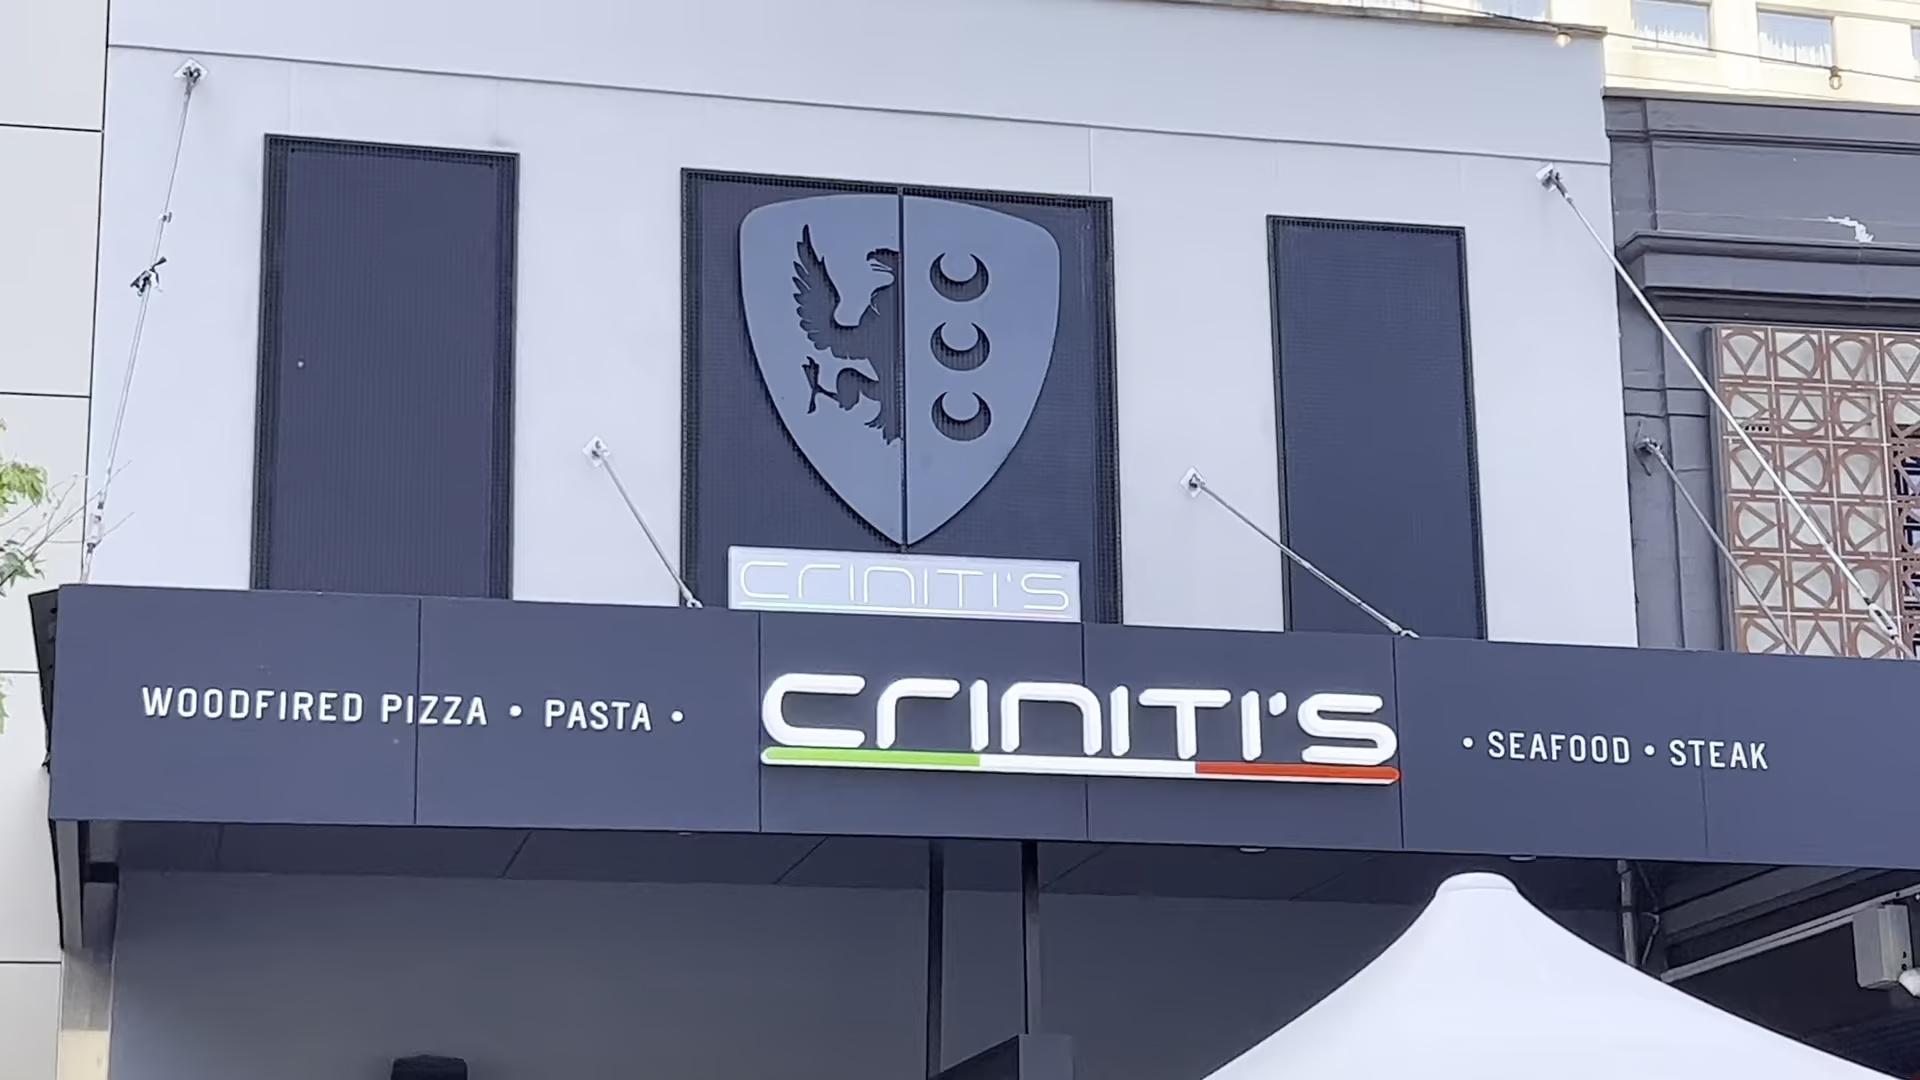 CRINITI'S
WOODFIRED PIZZA • PASTA • CRINITI'S • SEAFOOD • STEAK